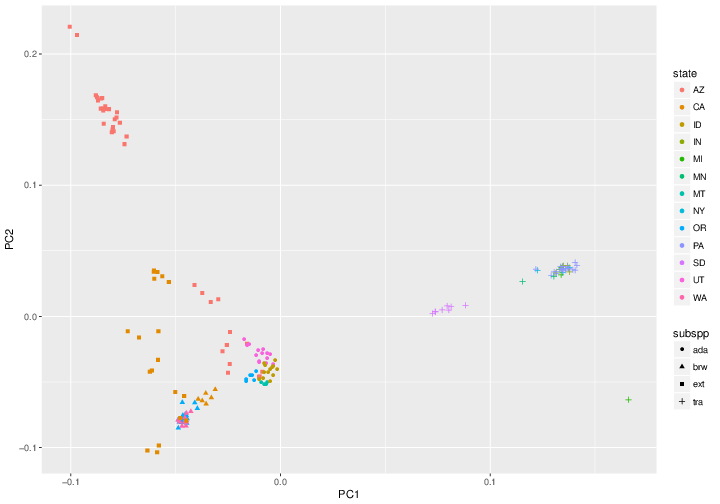 state
AZ
CA
ID
IN
MI
MN
MT
NY
OR
PA
SD
UT
WA
subspp
ada
brw
ext
tra
PC2
0.2
0.1
0.0
−0.1
−0.1
0.0
0.1
PC1